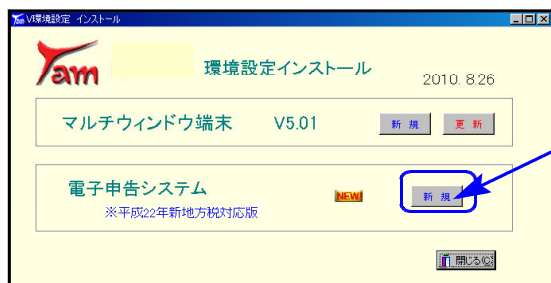 V環境設定 インストール
Tam
環境設定インストール
2010. 8.26
マルチウィンドウ端末 V5.01 新 規 更 新
電子申告システム NEW! 新 規
※平成22年新地方税対応版
閉じる(C)